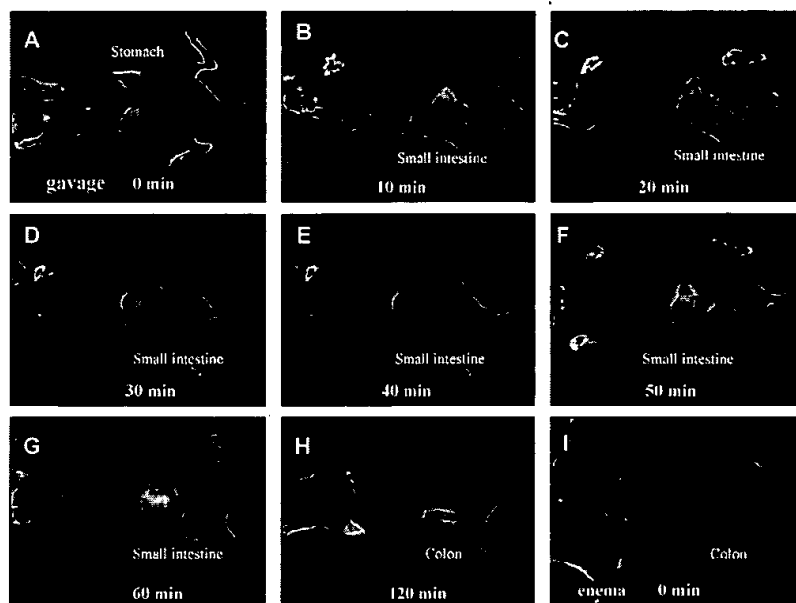 A
Stomach
gavage 0 min
B
Small intestine
10 min
C
Small intestine
20 min
D
Small intestine
30 min
E
Small intestine
40 min
F
Small intestine
50 min
G
Small intestine
60 min
H
Colon
120 min
I
Colon
enema 0 min